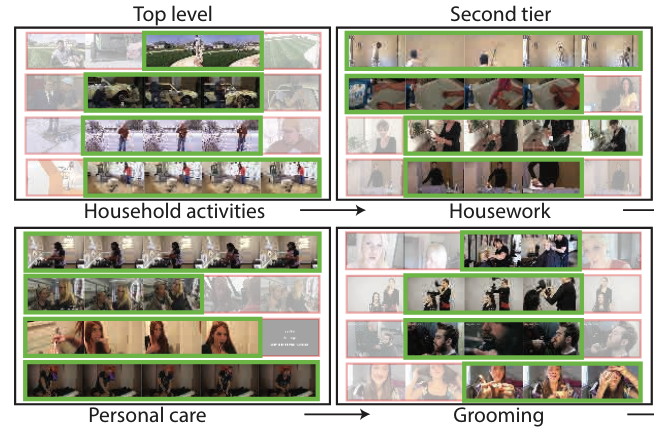 Top level
Second tier
Household activities
Housework
Personal care
Grooming